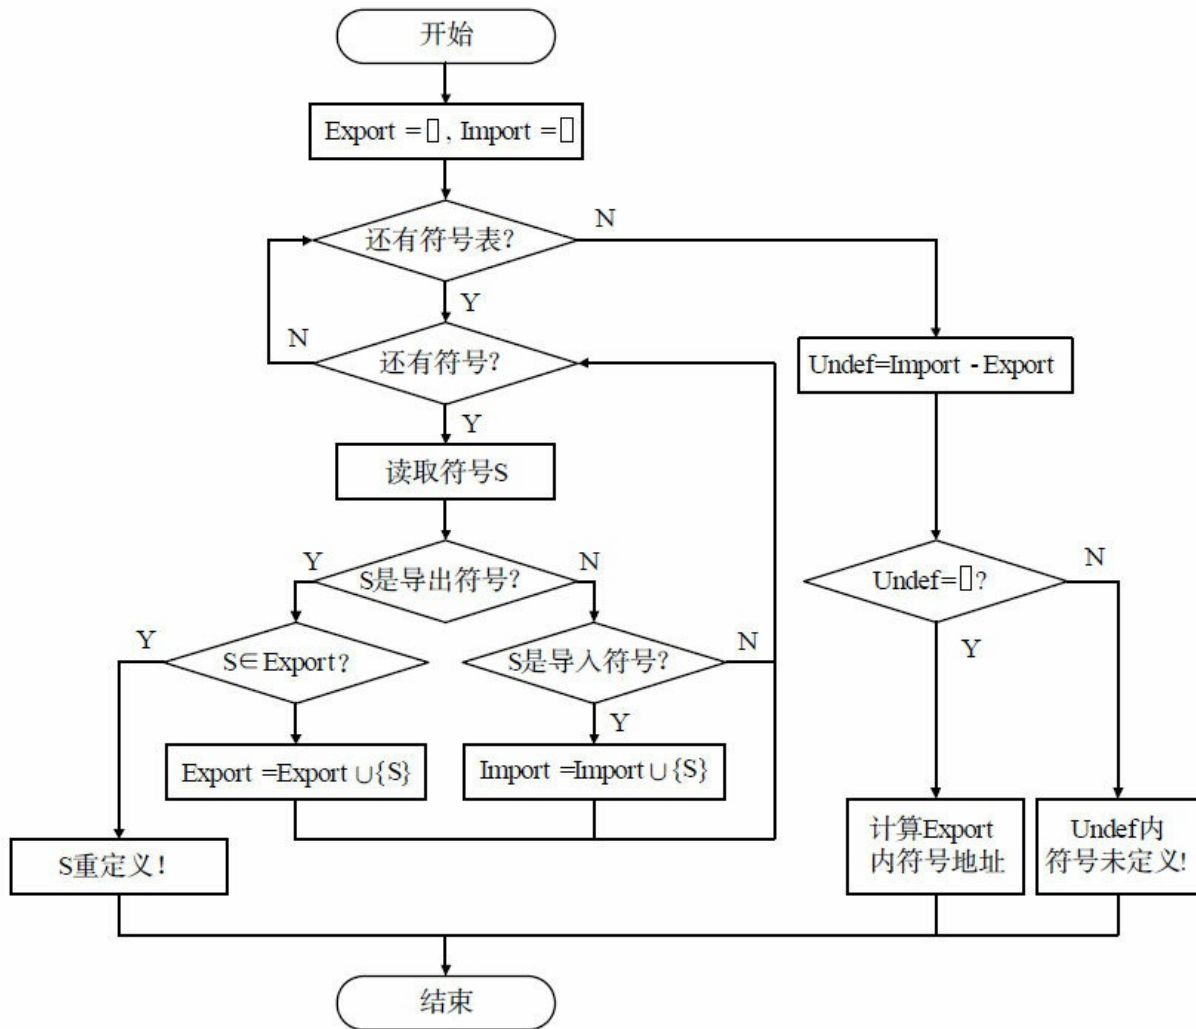 开始
Export = ▯ , Import = ▯
还有符号表?
N
Y
N
还有符号?
Undef=Import - Export
Y
读取符号S
Y
N
S是导出符号?
N
Undef=▯?
Y
S∈Export?
S是导入符号?
N
Y
Y
Export =Export ∪{S}
Import =Import ∪{S}
计算Export
内符号地址
Undef内
符号未定义!
S重定义!
结束